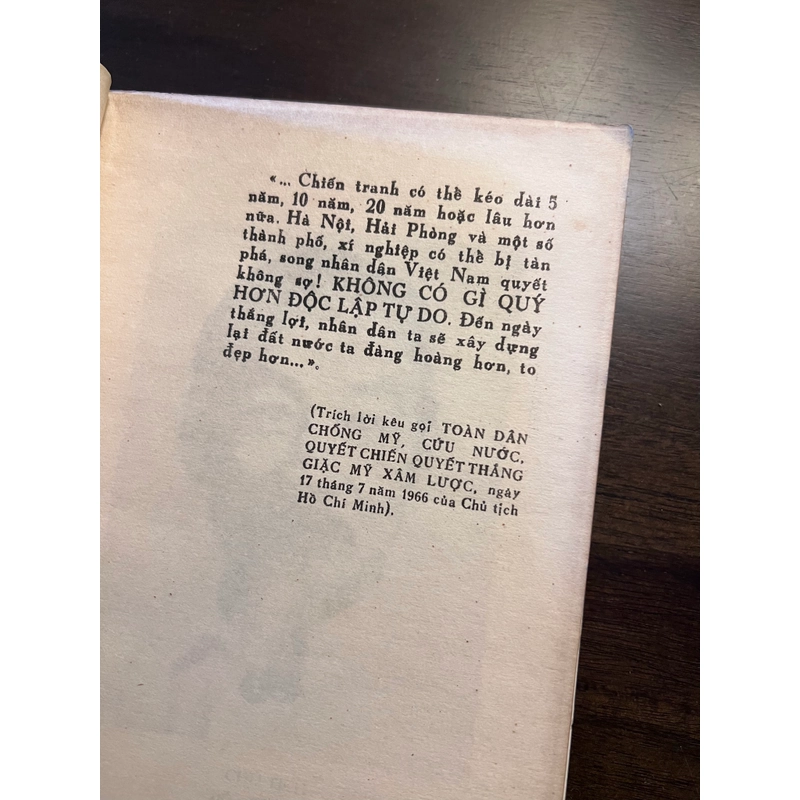 «... Chiến tranh có thể kéo dài 5
năm, 10 năm, 20 năm hoặc lâu hơn
nữa. Hà Nội, Hải Phòng và một số
thành phố, xí nghiệp có thể bị tàn
phá, song nhân dân Việt Nam quyết
không sợ! KHÔNG CÓ GÌ QUÝ
HƠN ĐỘC LẬP TỰ DO. Đến ngày
thắng lợi, nhân dân ta sẽ xây dựng
lại đất nước ta đàng hoàng hơn, to
đẹp hơn...».
(Trích lời kêu gọi TOÀN DÂN
CHỐNG MỸ, CỨU NƯỚC,
QUYẾT CHIẾN QUYẾT THẮNG
GIẶC MỸ XÂM LƯỢC, ngày
17 tháng 7 năm 1966 của Chủ tịch
Hồ Chí Minh).